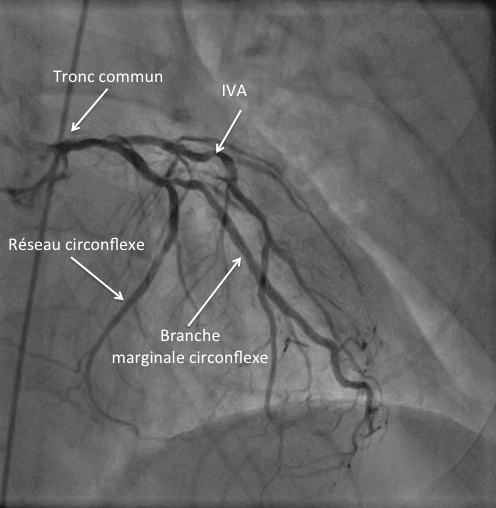 Tronc commun
IVA
Réseau circonflexe
Branche
marginale circonflexe